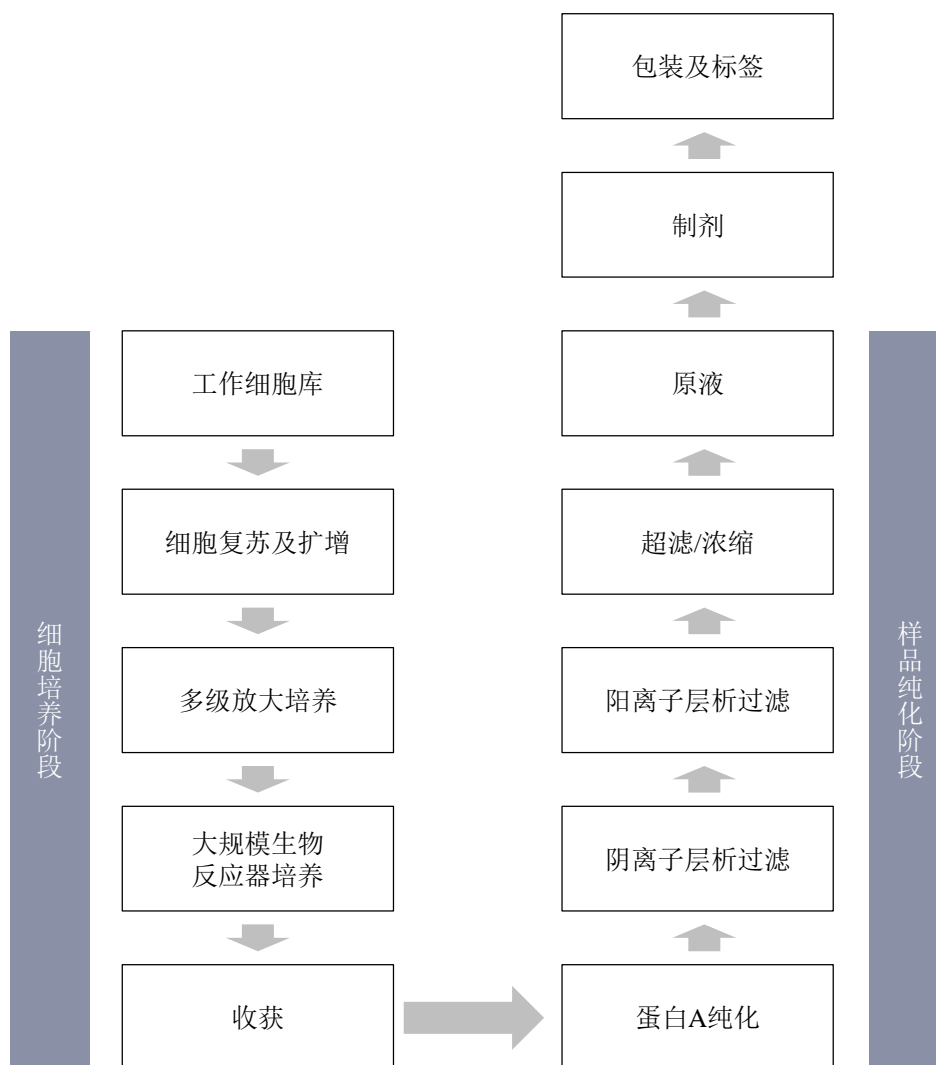 细胞培养阶段
工作细胞库
细胞复苏及扩增
多级放大培养
大规模生物
反应器培养
收获
包装及标签
制剂
原液
超滤/浓缩
阳离子层析过滤
阴离子层析过滤
蛋白A纯化
样品纯化阶段